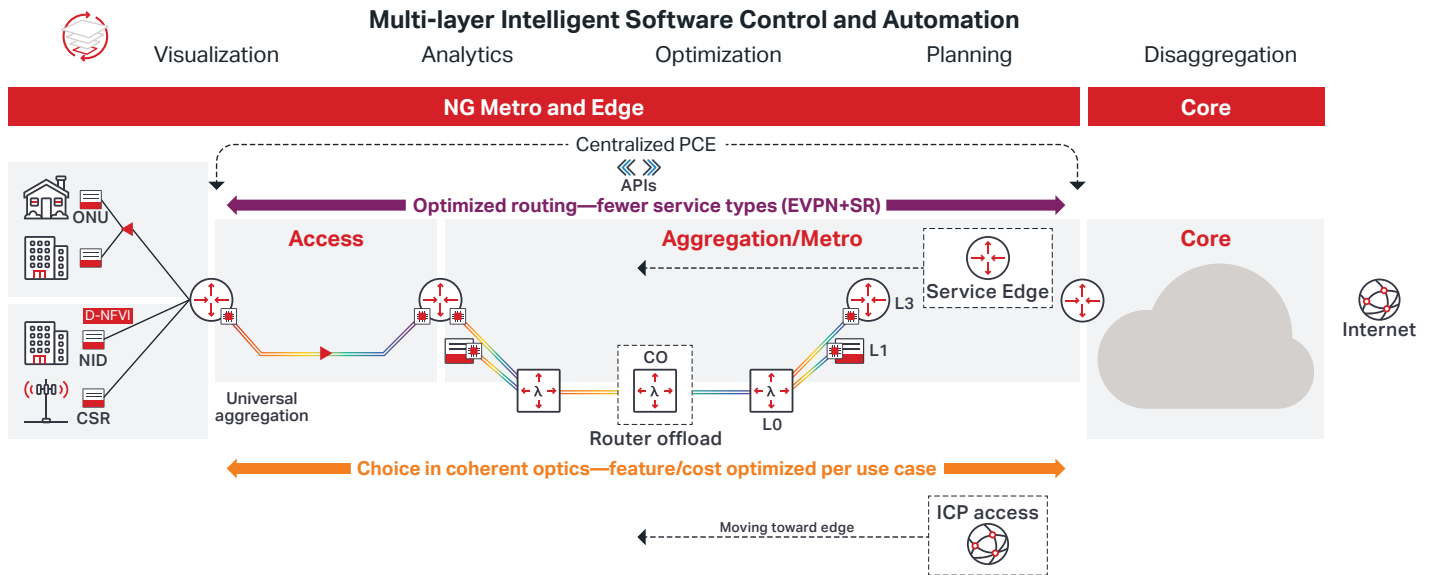 Multi-layer Intelligent Software Control and Automation
Visualization
Analytics
Optimization
Planning
Disaggregation
NG Metro and Edge
Core
Centralized PCE
APIs
Optimized routing—fewer service types (EVPN+SR)
ONU
Access
Aggregation/Metro
Core
Service Edge
D-NFVI
NID
CSR
L3
L1
CO
λ
λ
λ
L0
Internet
Universal
aggregation
Router offload
Choice in coherent optics—feature/cost optimized per use case
ICP access
Moving toward edge